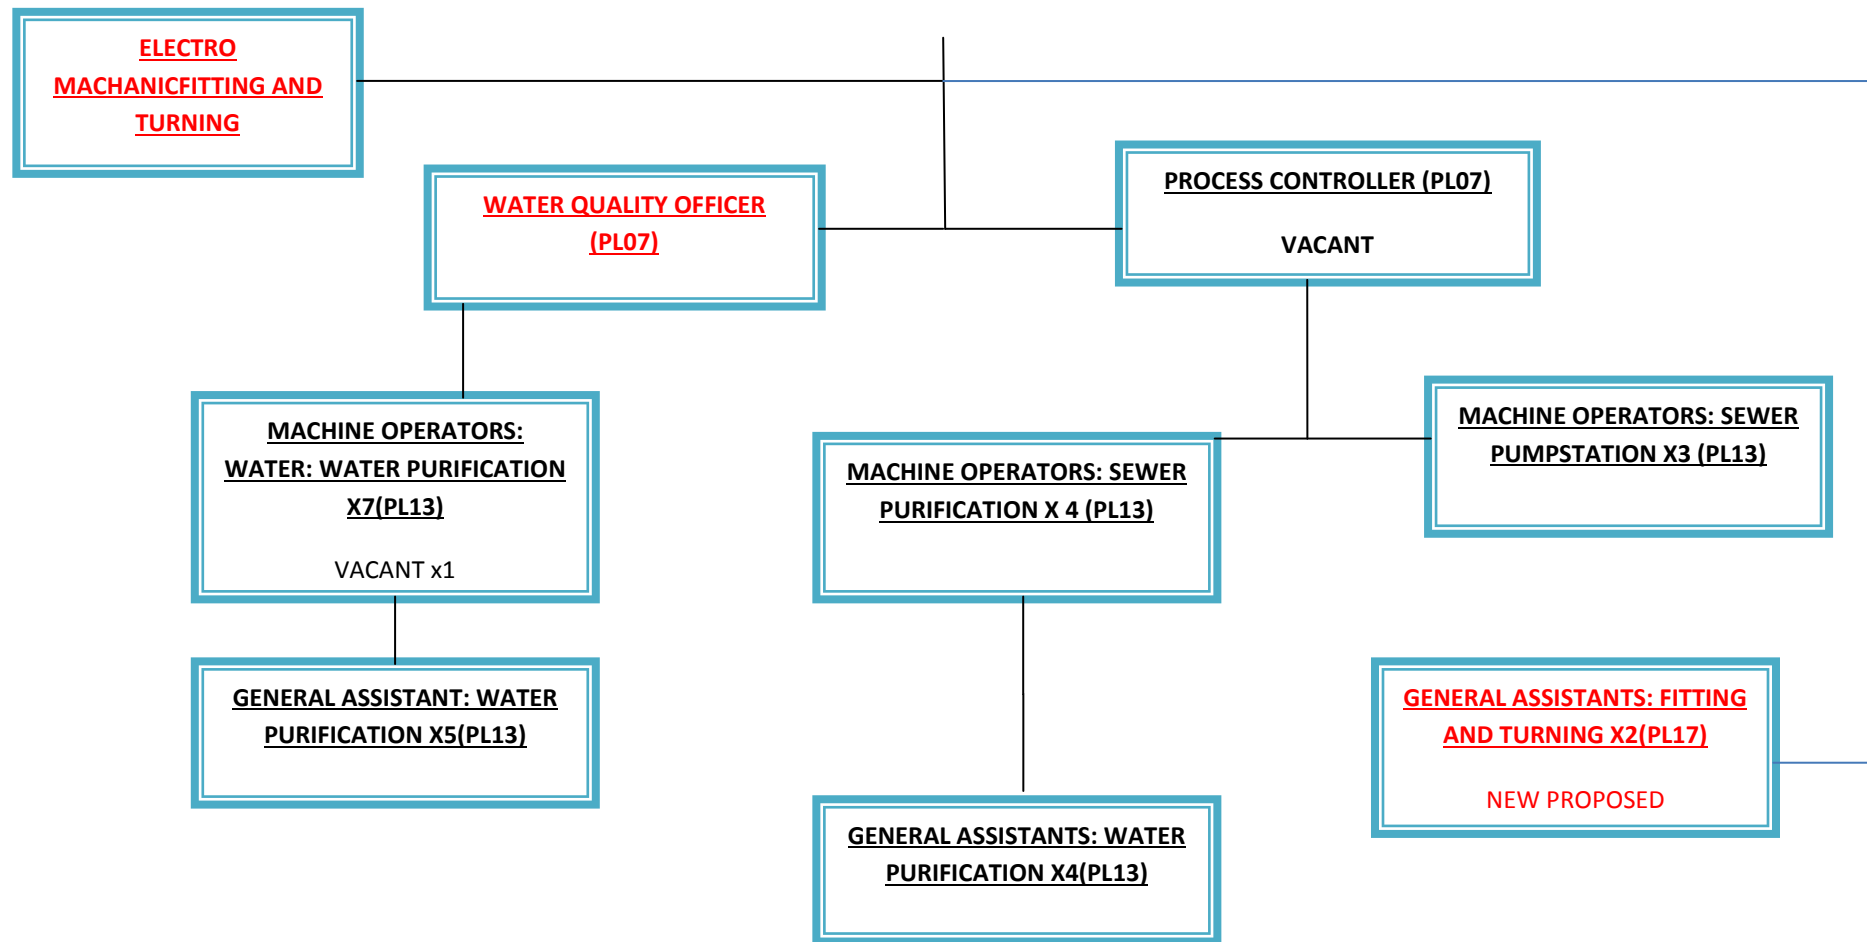 ELECTRO
MACHANICFITTING AND
TURNING
WATER QUALITY OFFICER
(PL07)
PROCESS CONTROLLER (PL07)
VACANT
MACHINE OPERATORS:
WATER: WATER PURIFICATION
X7(PL13)
VACANT x1
MACHINE OPERATORS: SEWER
PURIFICATION X 4 (PL13)
MACHINE OPERATORS: SEWER
PUMPSTATION X3 (PL13)
GENERAL ASSISTANT: WATER
PURIFICATION X5(PL13)
GENERAL ASSISTANTS: WATER
PURIFICATION X4(PL13)
GENERAL ASSISTANTS: FITTING
AND TURNING X2(PL17)
NEW PROPOSED